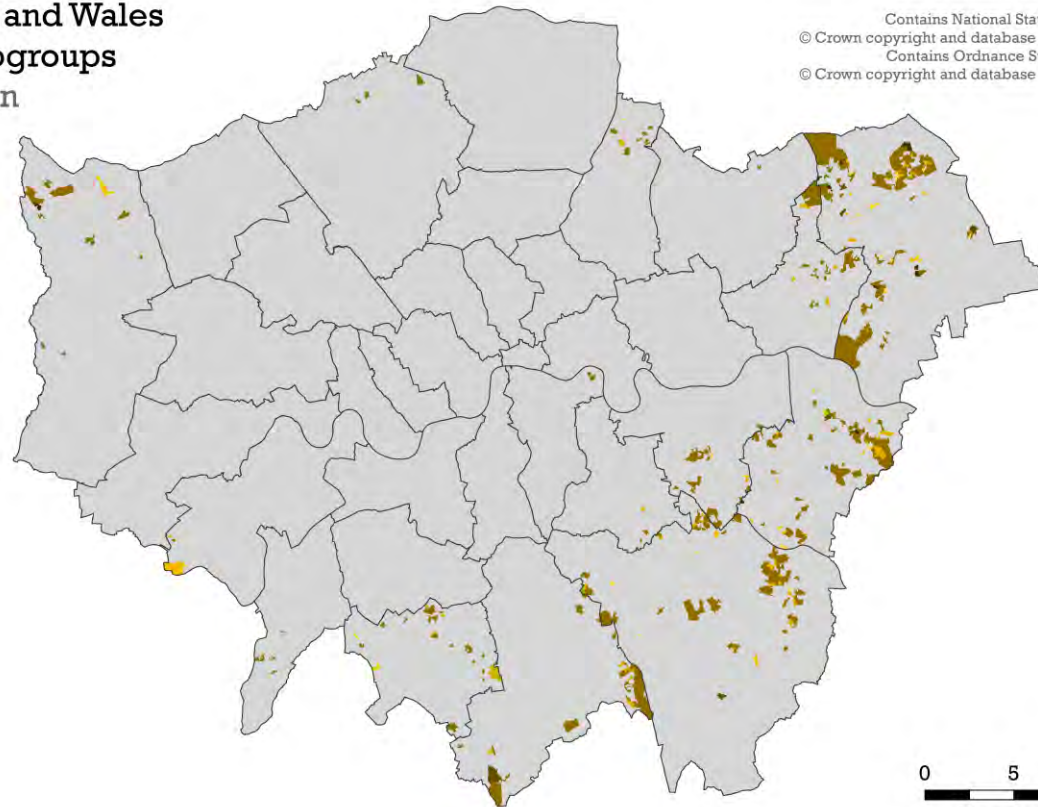 and Wales
ogroups
n
Contains National Sta
© Crown copyright and database
Contains Ordnance S
© Crown copyright and database
0 5